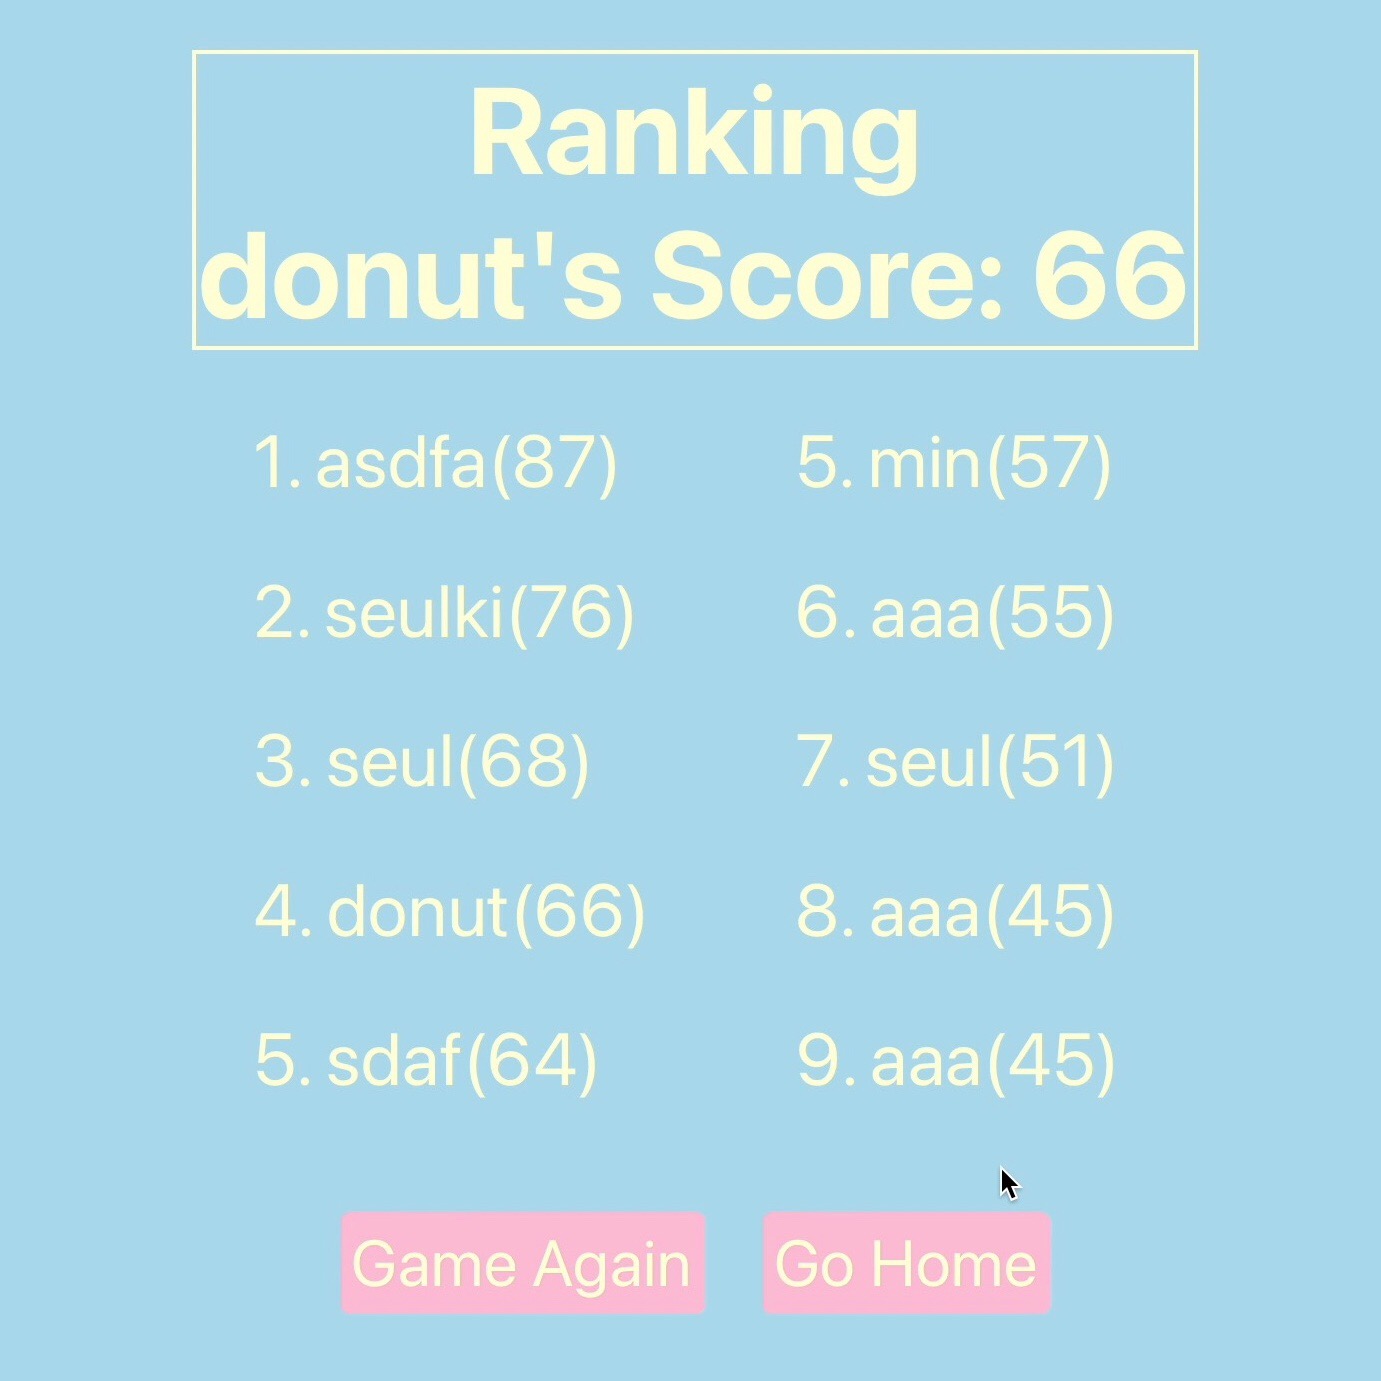 Ranking
donut's Score: 66
1. asdfa(87)
2. seulki(76)
3. seul(68)
4. donut(66)
5. sdaf(64)
5. min(57)
6. aaa(55)
7. seul(51)
8. aaa(45)
9. aaa(45)
Game Again
Go Home